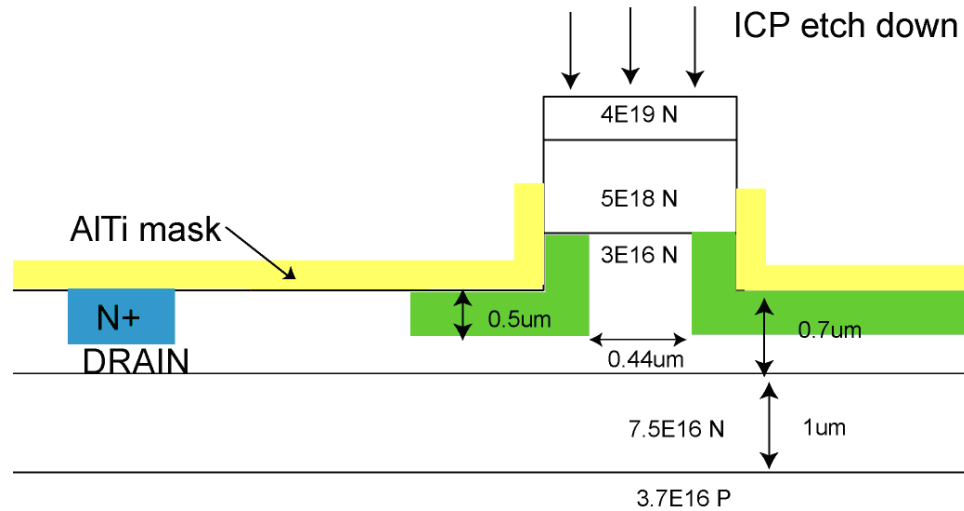 ICP etch down
4E19 N
5E18 N
AlTi mask
3E16 N
N+
0.5um
0.7um
DRAIN
0.44um
7.5E16 N
1um
3.7E16 P